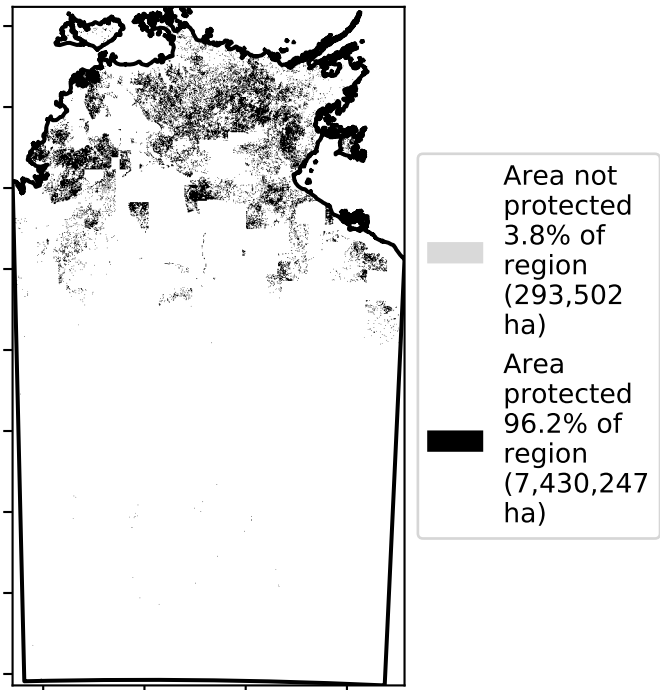 Area not
protected
3.8% of
region
(293,502
ha)
Area
protected
96.2% of
region
(7,430,247
ha)